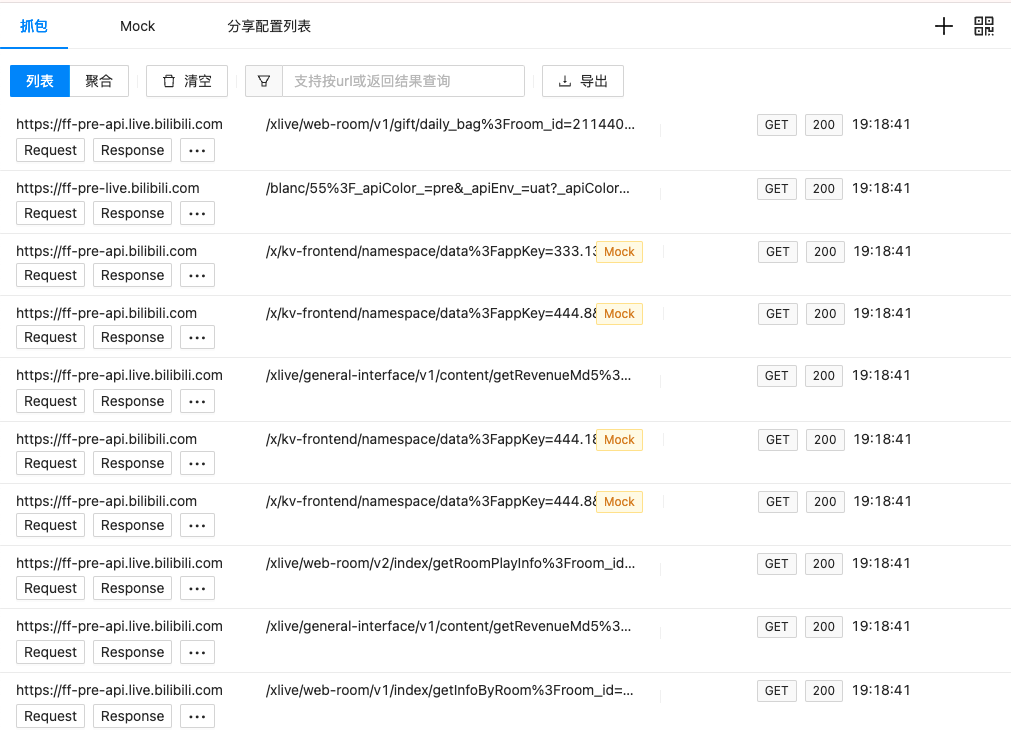 抓包 Mock 分享配置列表
列表 聚合 清空 支持按url或返回结果查询 导出
https://ff-pre-api.live.bilibili.com /xlive/web-room/v1/gift/daily_bag%3Froom_id=211440... GET 200 19:18:41
Request Response ...
https://ff-pre-live.bilibili.com /blanc/55%3F_apiColor_=pre&_apiEnv_=uat?_apiColor... GET 200 19:18:41
Request Response ...
https://ff-pre-api.bilibili.com /x/kv-frontend/namespace/data%3FappKey=333.13 Mock GET 200 19:18:41
Request Response ...
https://ff-pre-api.bilibili.com /x/kv-frontend/namespace/data%3FappKey=444.8& Mock GET 200 19:18:41
Request Response ...
https://ff-pre-api.live.bilibili.com /xlive/general-interface/v1/content/getRevenueMd5%3... GET 200 19:18:41
Request Response ...
https://ff-pre-api.bilibili.com /x/kv-frontend/namespace/data%3FappKey=444.18 Mock GET 200 19:18:41
Request Response ...
https://ff-pre-api.bilibili.com /x/kv-frontend/namespace/data%3FappKey=444.8& Mock GET 200 19:18:41
Request Response ...
https://ff-pre-api.live.bilibili.com /xlive/web-room/v2/index/getRoomPlayInfo%3Froom_id... GET 200 19:18:41
Request Response ...
https://ff-pre-api.live.bilibili.com /xlive/general-interface/v1/content/getRevenueMd5%3... GET 200 19:18:41
Request Response ...
https://ff-pre-api.live.bilibili.com /xlive/web-room/v1/index/getInfoByRoom%3Froom_id=... GET 200 19:18:41
Request Response ...